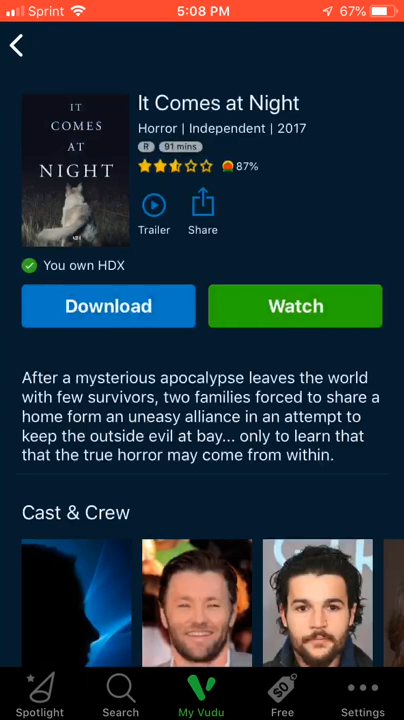 Sprint
5:08 PM
67%
IT
COMES
AT
NIGHT
It Comes at Night
Horror | Independent | 2017
R 91 mins
87%
Trailer
Share
You own HDX
Download
Watch
After a mysterious apocalypse leaves the world
with few survivors, two families forced to share a
home form an uneasy alliance in an attempt to
keep the outside evil at bay... only to learn that
that the true horror may come from within.
Cast & Crew
$0
Spotlight
Search
My Vudu
Free
Settings